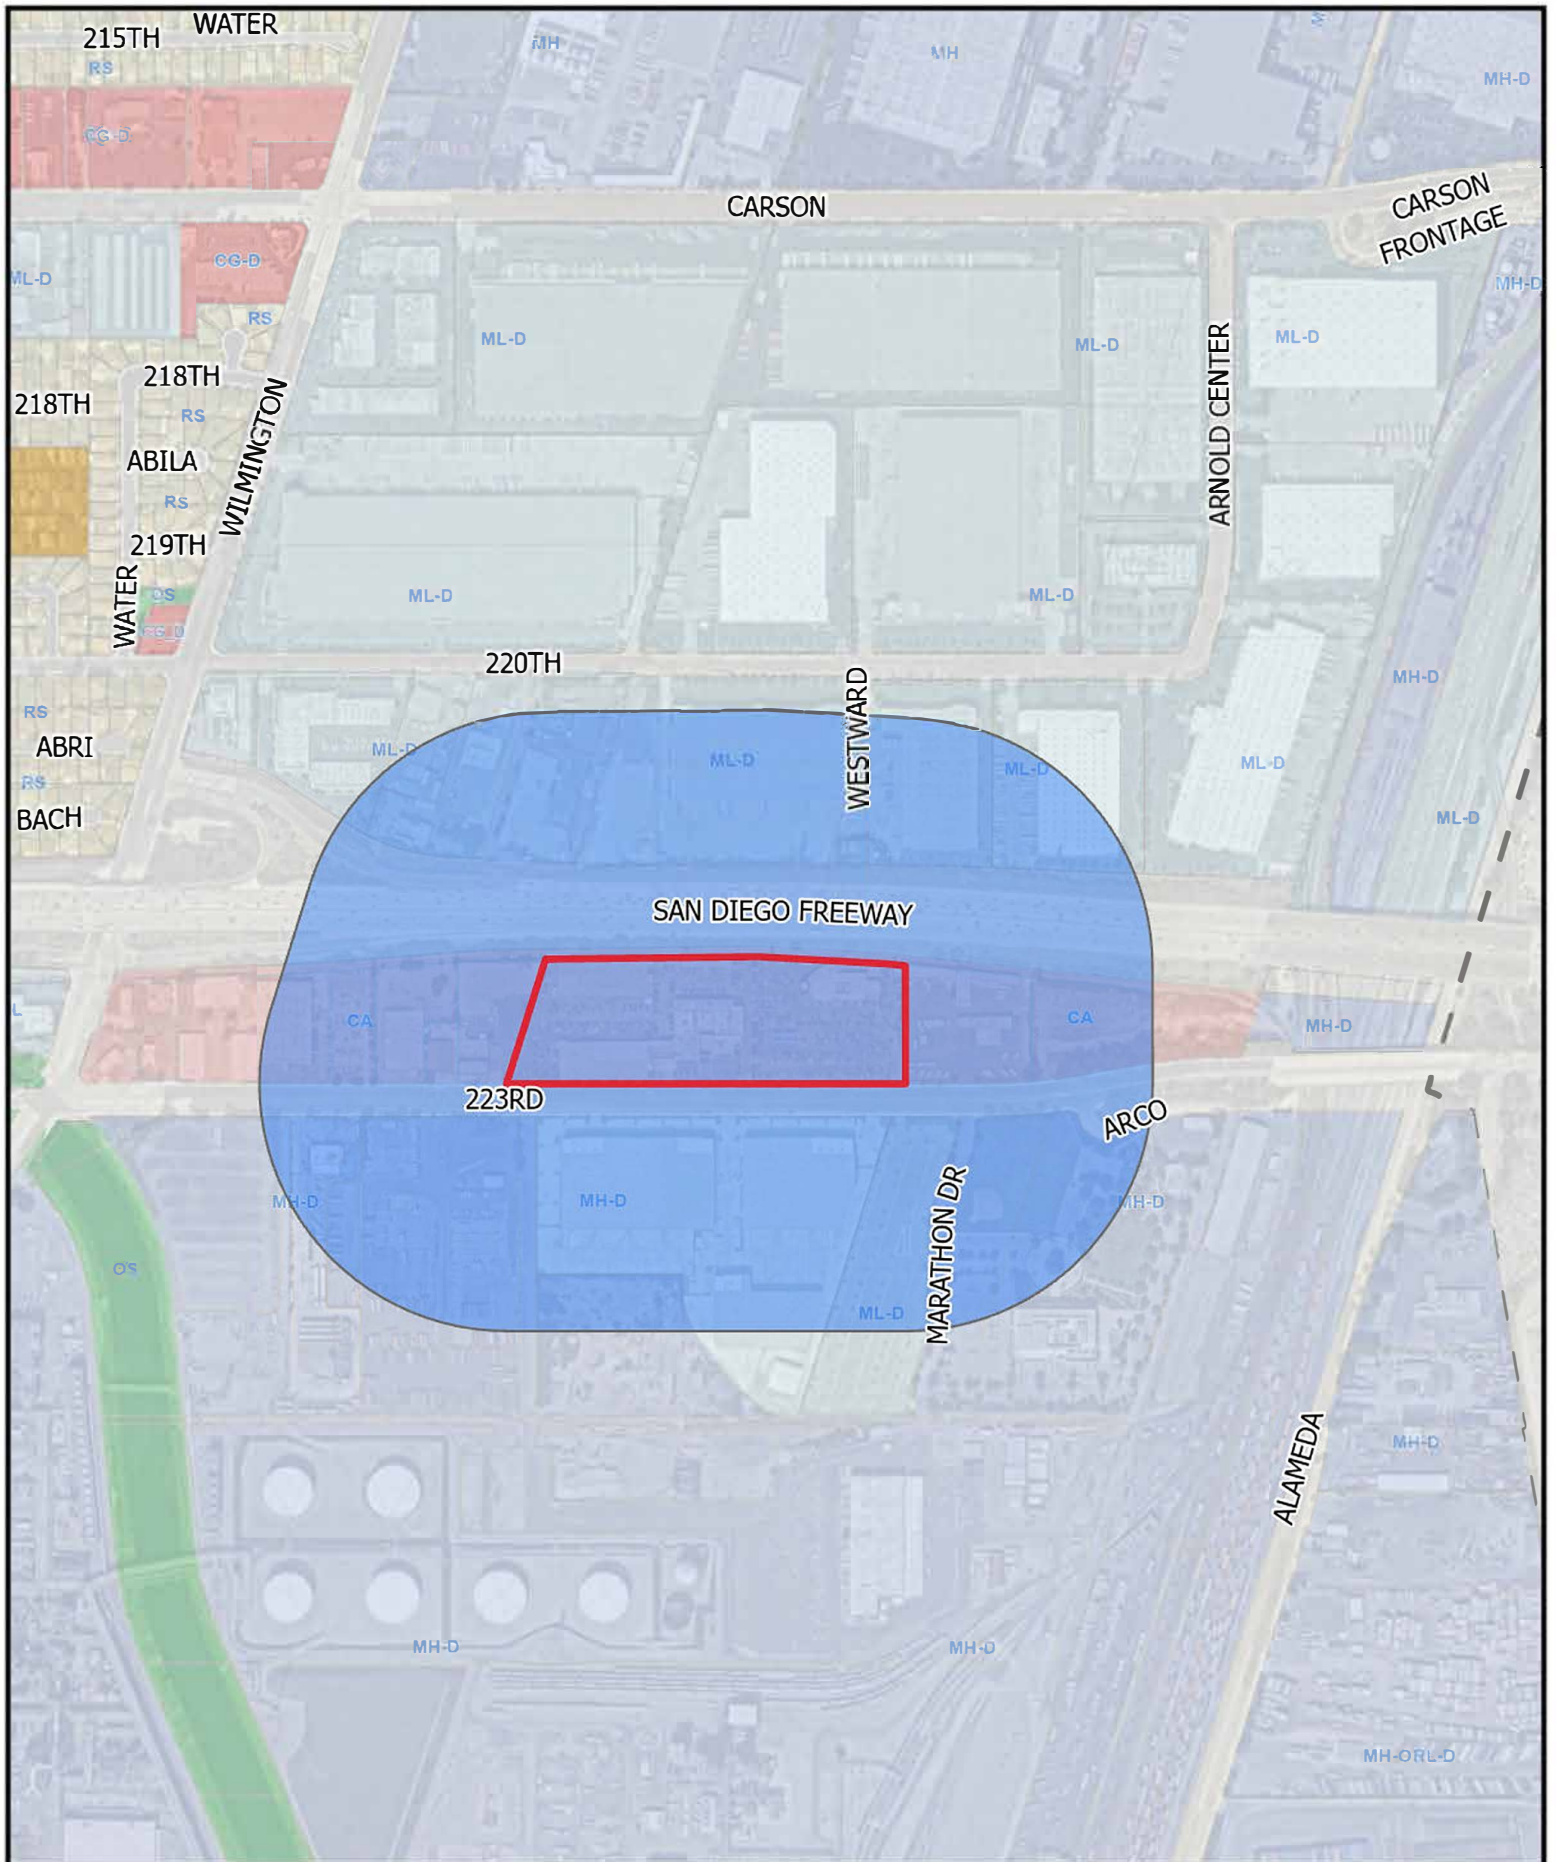 WATER
215TH
RS
MH
MH
MH-D
CG-D
CARSON
CARSON
FRONTAGE
CG-D
ML-D
MH-D
RS
ML-D
ML-D
ML-D
218TH
218TH
RS
WILMINGTON
ARNOLD CENTER
ABILA
RS
219TH
WATER
OS
CG-D
ML-D
ML-D
220TH
WESTWARD
MH-D
RS
ABRI
ML-D
ML-D
ML-D
ML-D
RS
BACH
ML-D
SAN DIEGO FREEWAY
CA
CA
MH-D
223RD
ARCO
MARATHON DR
MH-D
MH-D
MH-D
OS
ML-D
ALAMEDA
MH-D
MH-D
MH-D
MH-ORL-D